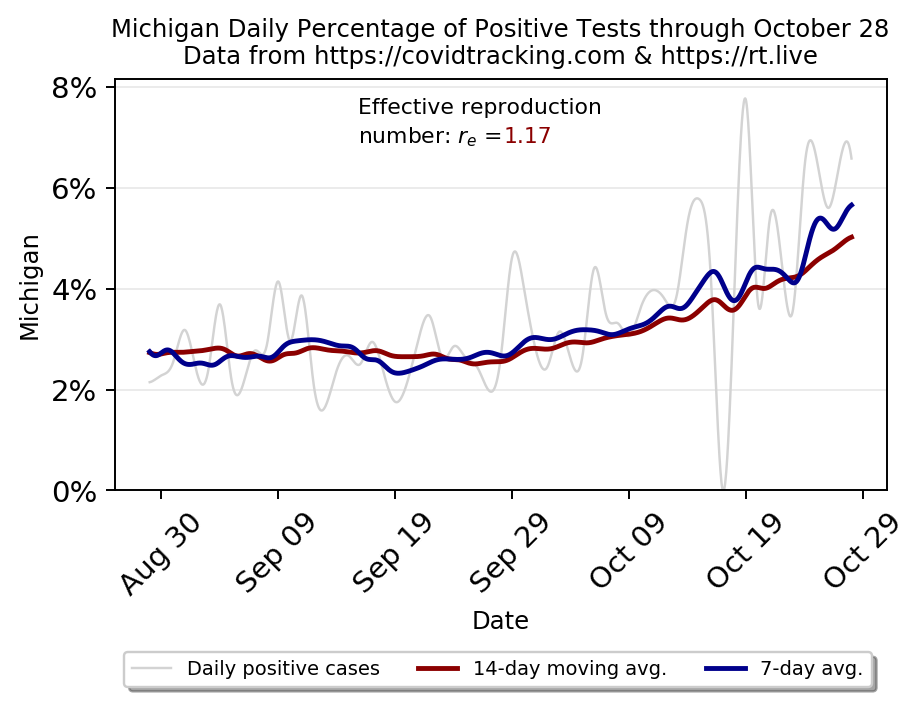 Michigan Daily Percentage of Positive Tests through October 28
Data from https://covidtracking.com & https://rt.live
8%
6%
4%
2%
0%
Michigan
Effective reproduction
number: rₑ =1.17
Aug 30
Sep 09
Sep 19
Sep 29
Oct 09
Oct 19
Oct 29
Date
Daily positive cases
14-day moving avg.
7-day avg.